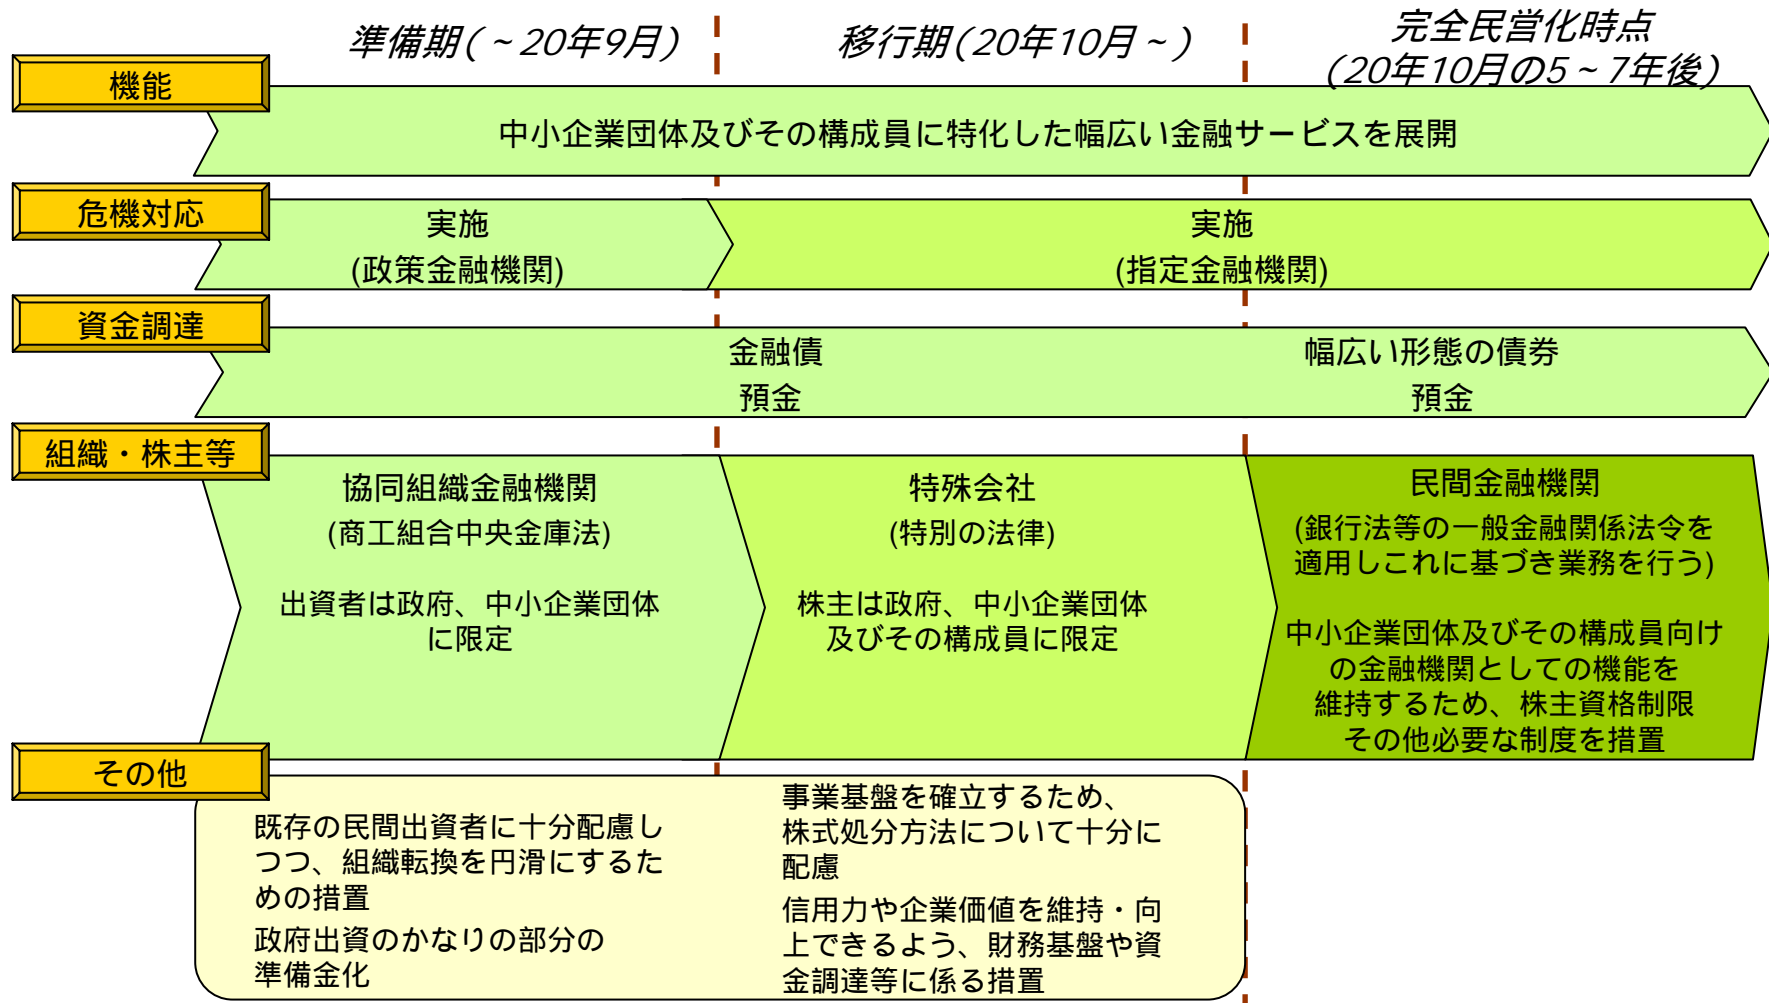 準備期(～20年9月)
移行期(20年10月～)
完全民営化時点
(20年10月の5～7年後)
機能
中小企業団体及びその構成員に特化した幅広い金融サービスを展開
危機対応
実施
(政策金融機関)
実施
(指定金融機関)
資金調達
金融債
預金
幅広い形態の債券
預金
組織・株主等
協同組織金融機関
(商工組合中央金庫法)
出資者は政府、中小企業団体
に限定
特殊会社
(特別の法律)
株主は政府、中小企業団体
及びその構成員に限定
民間金融機関
(銀行法等の一般金融関係法令を
適用しこれに基づき業務を行う)
中小企業団体及びその構成員向け
の金融機関としての機能を
維持するため、株主資格制限
その他必要な制度を措置
その他
既存の民間出資者に十分配慮し
つつ、組織転換を円滑にするた
めの措置
政府出資のかなりの部分の
準備金化
事業基盤を確立するため、
株式処分方法について十分に
配慮
信用力や企業価値を維持・向
上できるよう、財務基盤や資
金調達等に係る措置